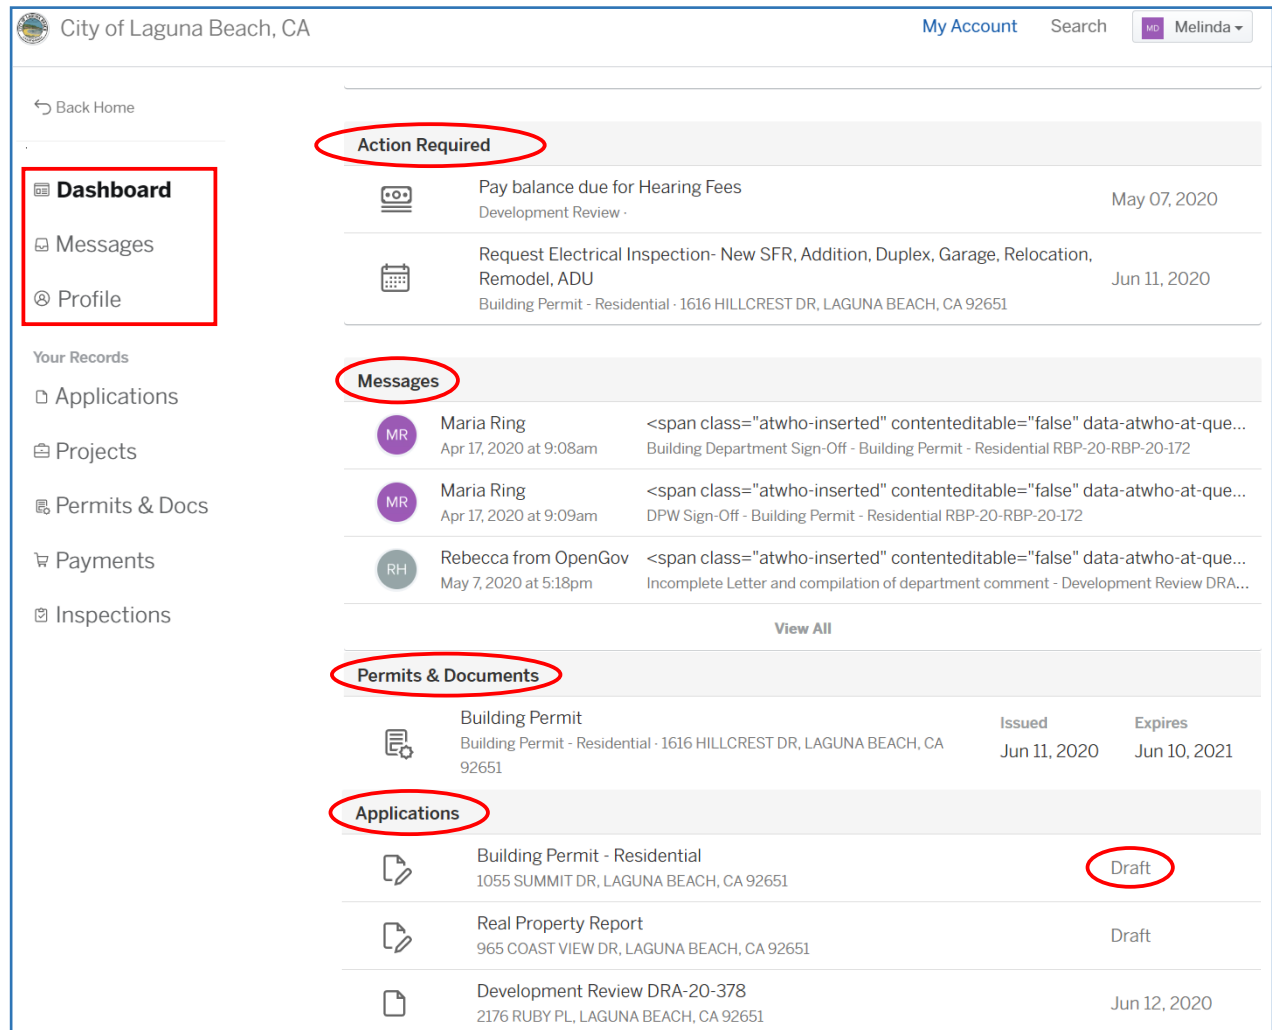 City of Laguna Beach, CA
My Account
Search
MD
Melinda
Back Home
Dashboard
Messages
Profile
Your Records
Applications
Projects
Permits & Docs
Payments
Inspections
Action Required
Pay balance due for Hearing Fees
Development Review ·
May 07, 2020
Request Electrical Inspection- New SFR, Addition, Duplex, Garage, Relocation,
Remodel, ADU
Building Permit - Residential · 1616 HILLCREST DR, LAGUNA BEACH, CA 92651
Jun 11, 2020
Messages
MR
Maria Ring
Apr 17, 2020 at 9:08am
<span class="atwho-inserted" contenteditable="false" data-atwho-at-que...
Building Department Sign-Off - Building Permit - Residential RBP-20-RBP-20-172
MR
Maria Ring
Apr 17, 2020 at 9:09am
<span class="atwho-inserted" contenteditable="false" data-atwho-at-que...
DPW Sign-Off - Building Permit - Residential RBP-20-RBP-20-172
RH
Rebecca from OpenGov
May 7, 2020 at 5:18pm
<span class="atwho-inserted" contenteditable="false" data-atwho-at-que...
Incomplete Letter and compilation of department comment - Development Review DRA...
View All
Permits & Documents
Building Permit
Building Permit - Residential · 1616 HILLCREST DR, LAGUNA BEACH, CA
92651
Issued
Jun 11, 2020
Expires
Jun 10, 2021
Applications
Building Permit - Residential
1055 SUMMIT DR, LAGUNA BEACH, CA 92651
Draft
Real Property Report
965 COAST VIEW DR, LAGUNA BEACH, CA 92651
Draft
Development Review DRA-20-378
2176 RUBY PL, LAGUNA BEACH, CA 92651
Jun 12, 2020